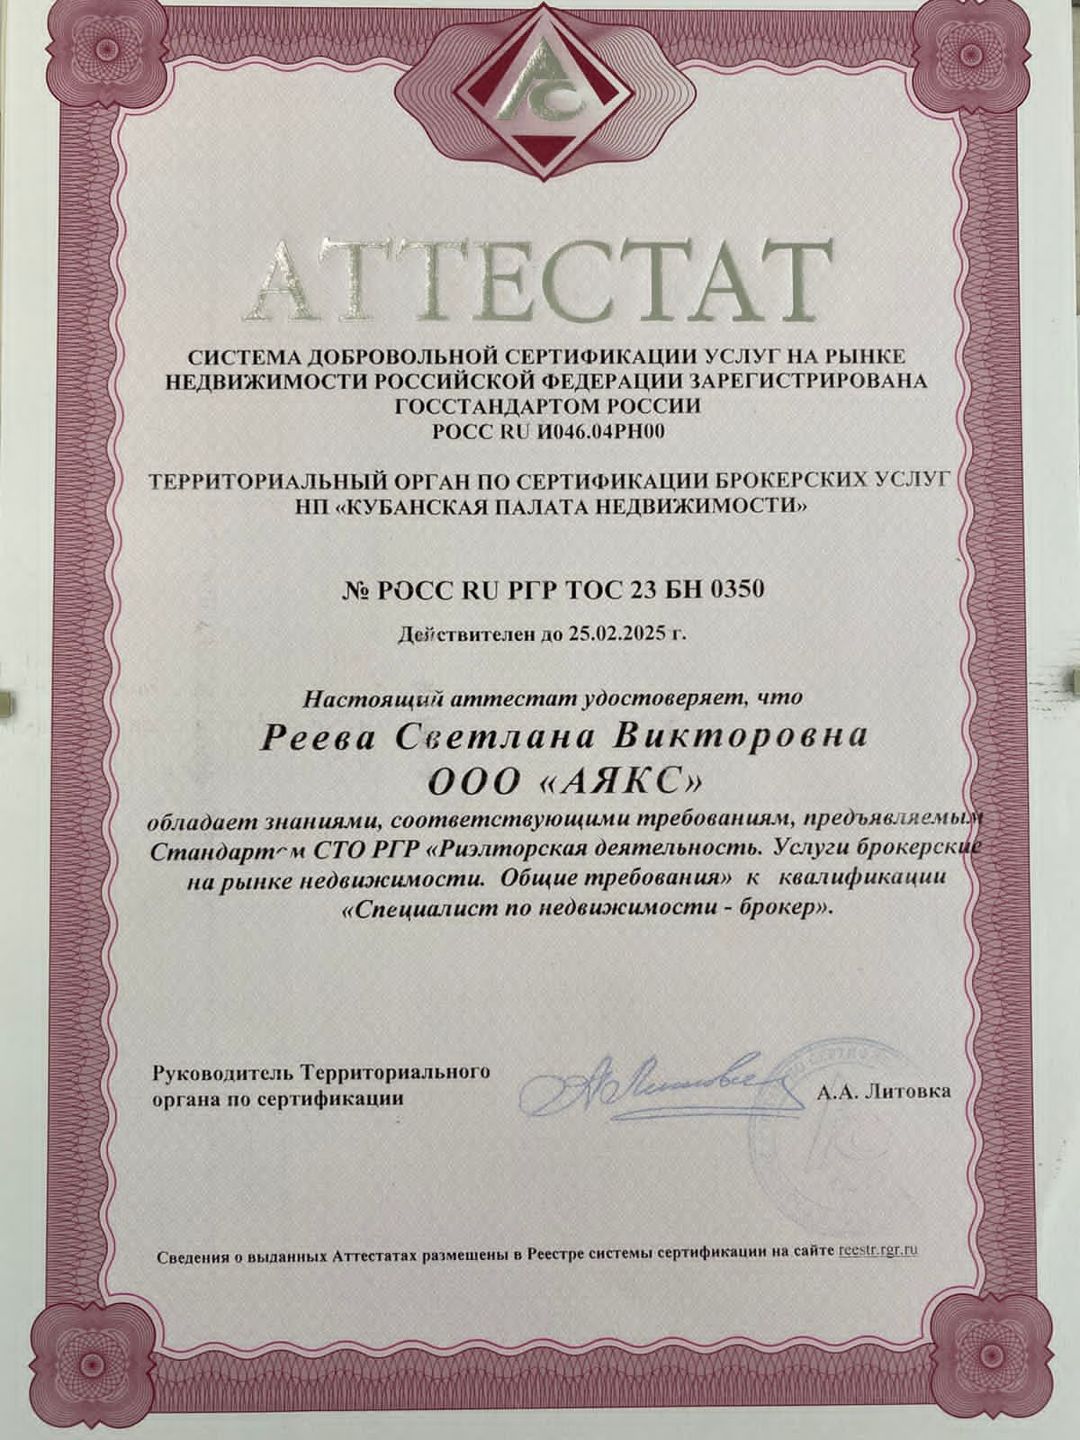 АС
АТТЕСТАТ
СИСТЕМА ДОБРОВОЛЬНОЙ СЕРТИФИКАЦИИ УСЛУГ НА РЫНКЕ
НЕДВИЖИМОСТИ РОССИЙСКОЙ ФЕДЕРАЦИИ ЗАРЕГИСТРИРОВАНА
ГОССТАНДАРТОМ РОССИИ
РОСС RU И046.04РН00
ТЕРРИТОРИАЛЬНЫЙ ОРГАН ПО СЕРТИФИКАЦИИ БРОКЕРСКИХ УСЛУГ
НП «КУБАНСКАЯ ПАЛАТА НЕДВИЖИМОСТИ»
№ РОСС RU РГР ТОС 23 БН 0350
Действителен до 25.02.2025 г.
Настоящий аттестат удостоверяет, что
Реева Светлана Викторовна
ООО «АЯКС»
обладает знаниями, соответствующими требованиям, предъявляемым
Стандартом СТО РГР «Риэлторская деятельность. Услуги брокерские
на рынке недвижимости. Общие требования» к квалификации
«Специалист по недвижимости - брокер».
Руководитель Территориального
органа по сертификации
А.А. Литовка
Сведения о выданных Аттестатах размещены в Реестре системы сертификации на сайте reestr.rgr.ru